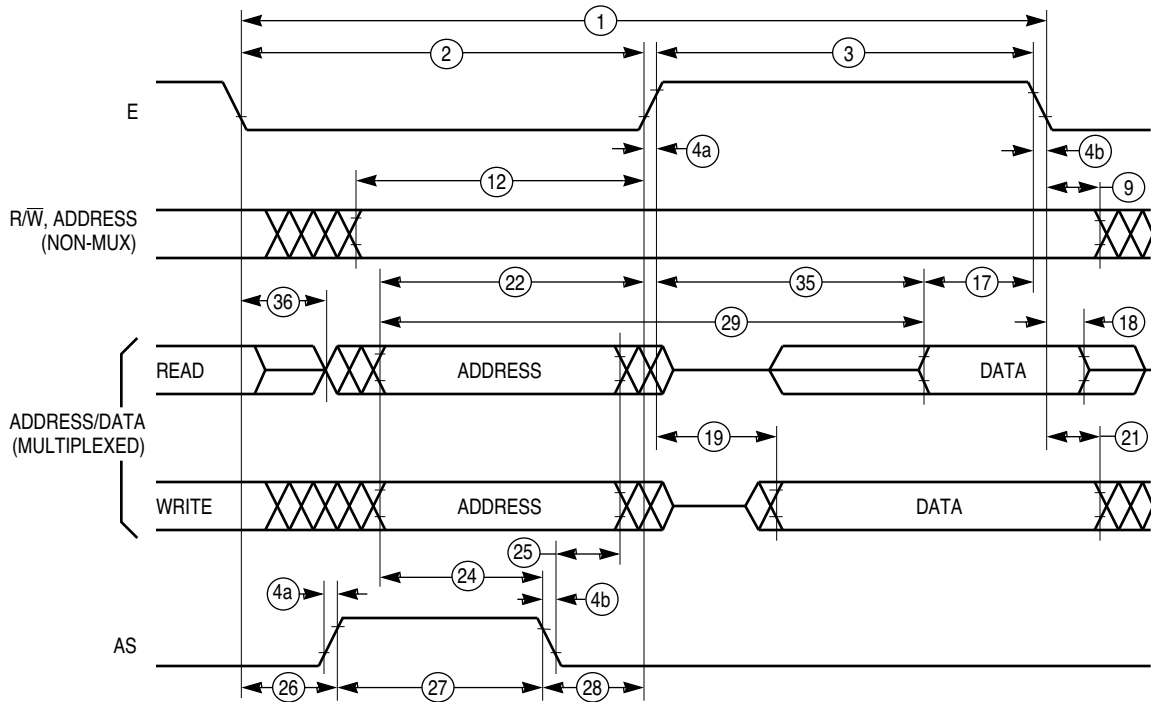 1
2
3
E
4a
4b
12
9
R/W̅, ADDRESS
(NON-MUX)
22
35
17
36
29
18
READ
ADDRESS
DATA
ADDRESS/DATA
(MULTIPLEXED)
19
21
WRITE
ADDRESS
DATA
25
24
4a
4b
AS
26
27
28